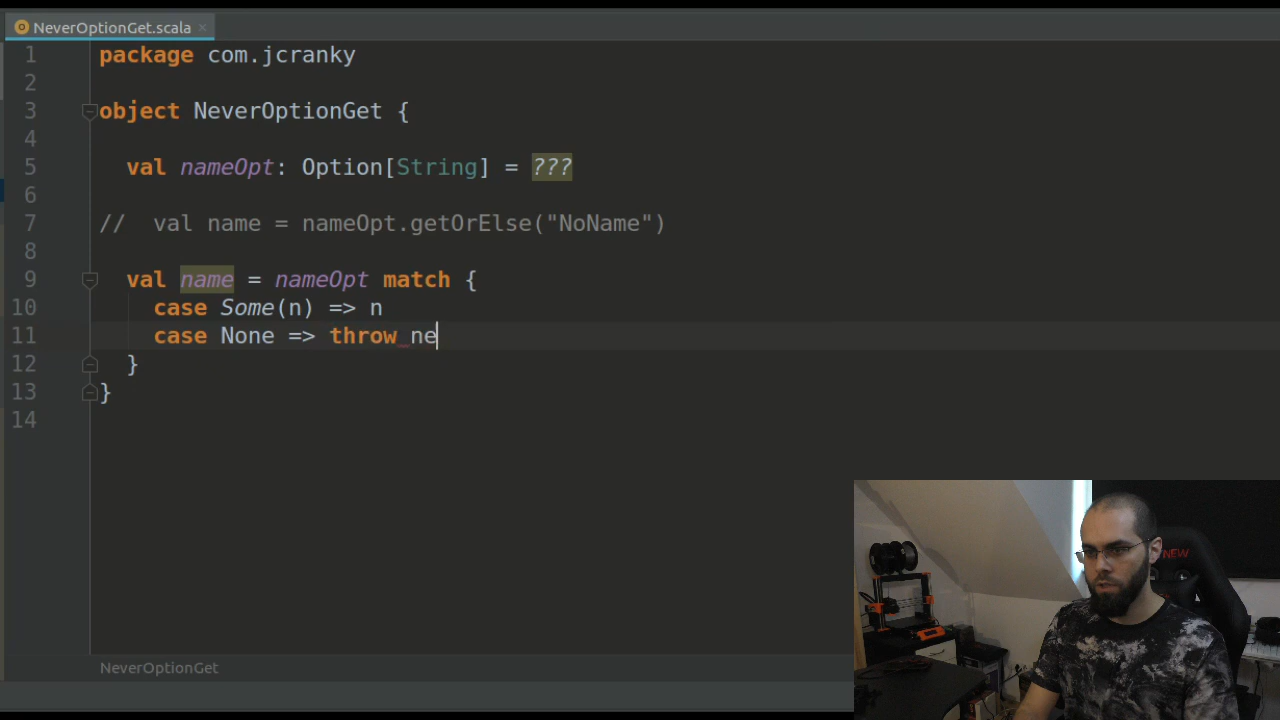 NeverOptionGet.scala
1 package com.jcranky
2
3 object NeverOptionGet {
4
5 val nameOpt: Option[String] = ???
6
7 // val name = nameOpt.getOrElse("NoName")
8
9 val name = nameOpt match {
10 case Some(n) => n
11 case None => throw ne
12 }
13 }
14
NeverOptionGet
NEW